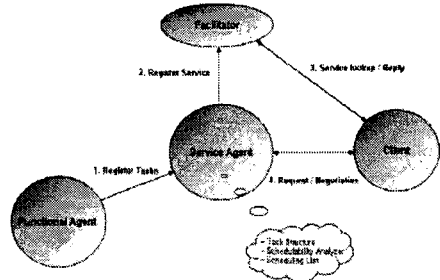 Facilitator
2. Register Service
3. Service lookup / Reply
Service Agent
Client
1. Register Tasks
4. Request / Negotiation
Functional Agent
- Task Structure
- Schedulability Analyzer
- Scheduling List